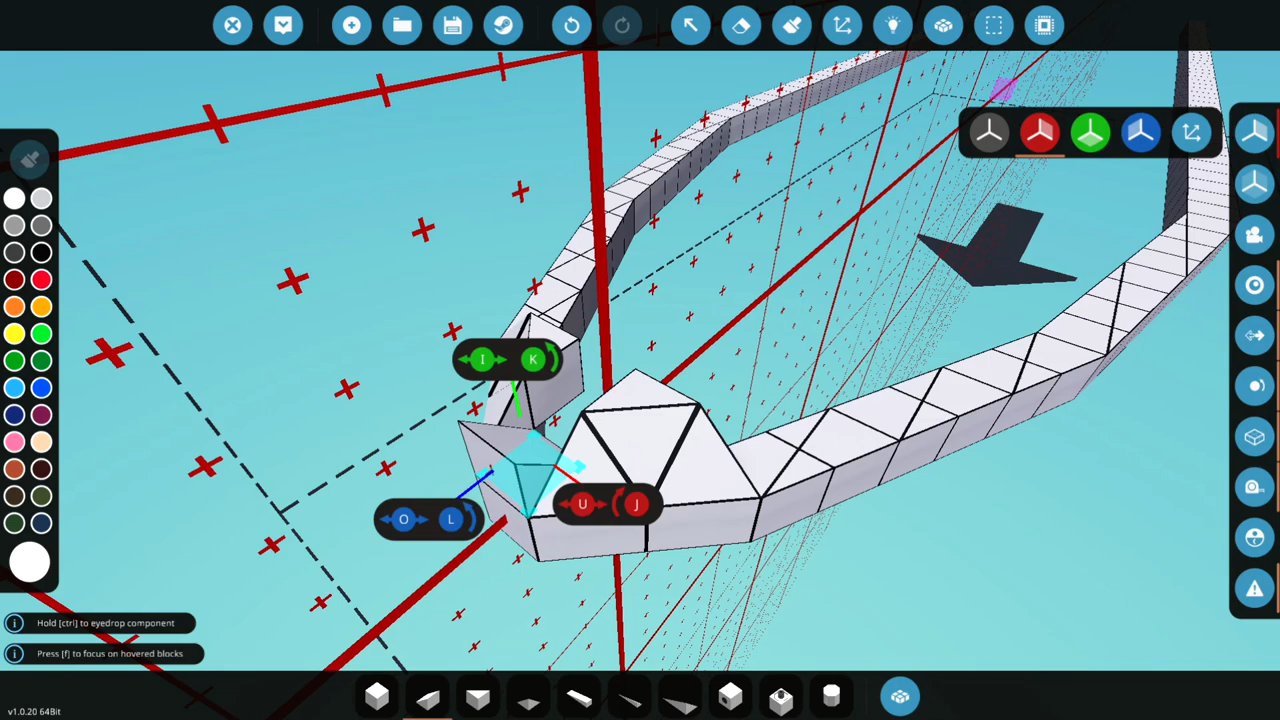 I K
U J
O L
Hold [ctrl] to eyedrop component
Press [f] to focus on hovered blocks
v1.0.20 64Bit